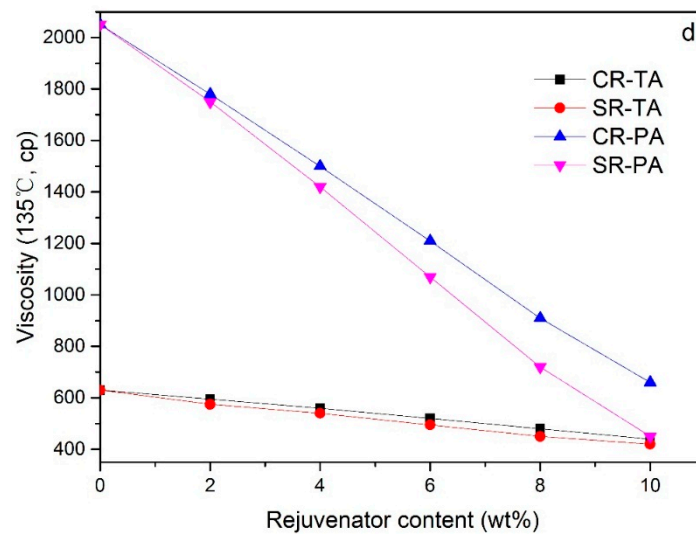 d
CR-TA
SR-TA
CR-PA
SR-PA
Viscosity (135℃, cp)
2000
1800
1600
1400
1200
1000
800
600
400
0 2 4 6 8 10
Rejuvenator content (wt%)